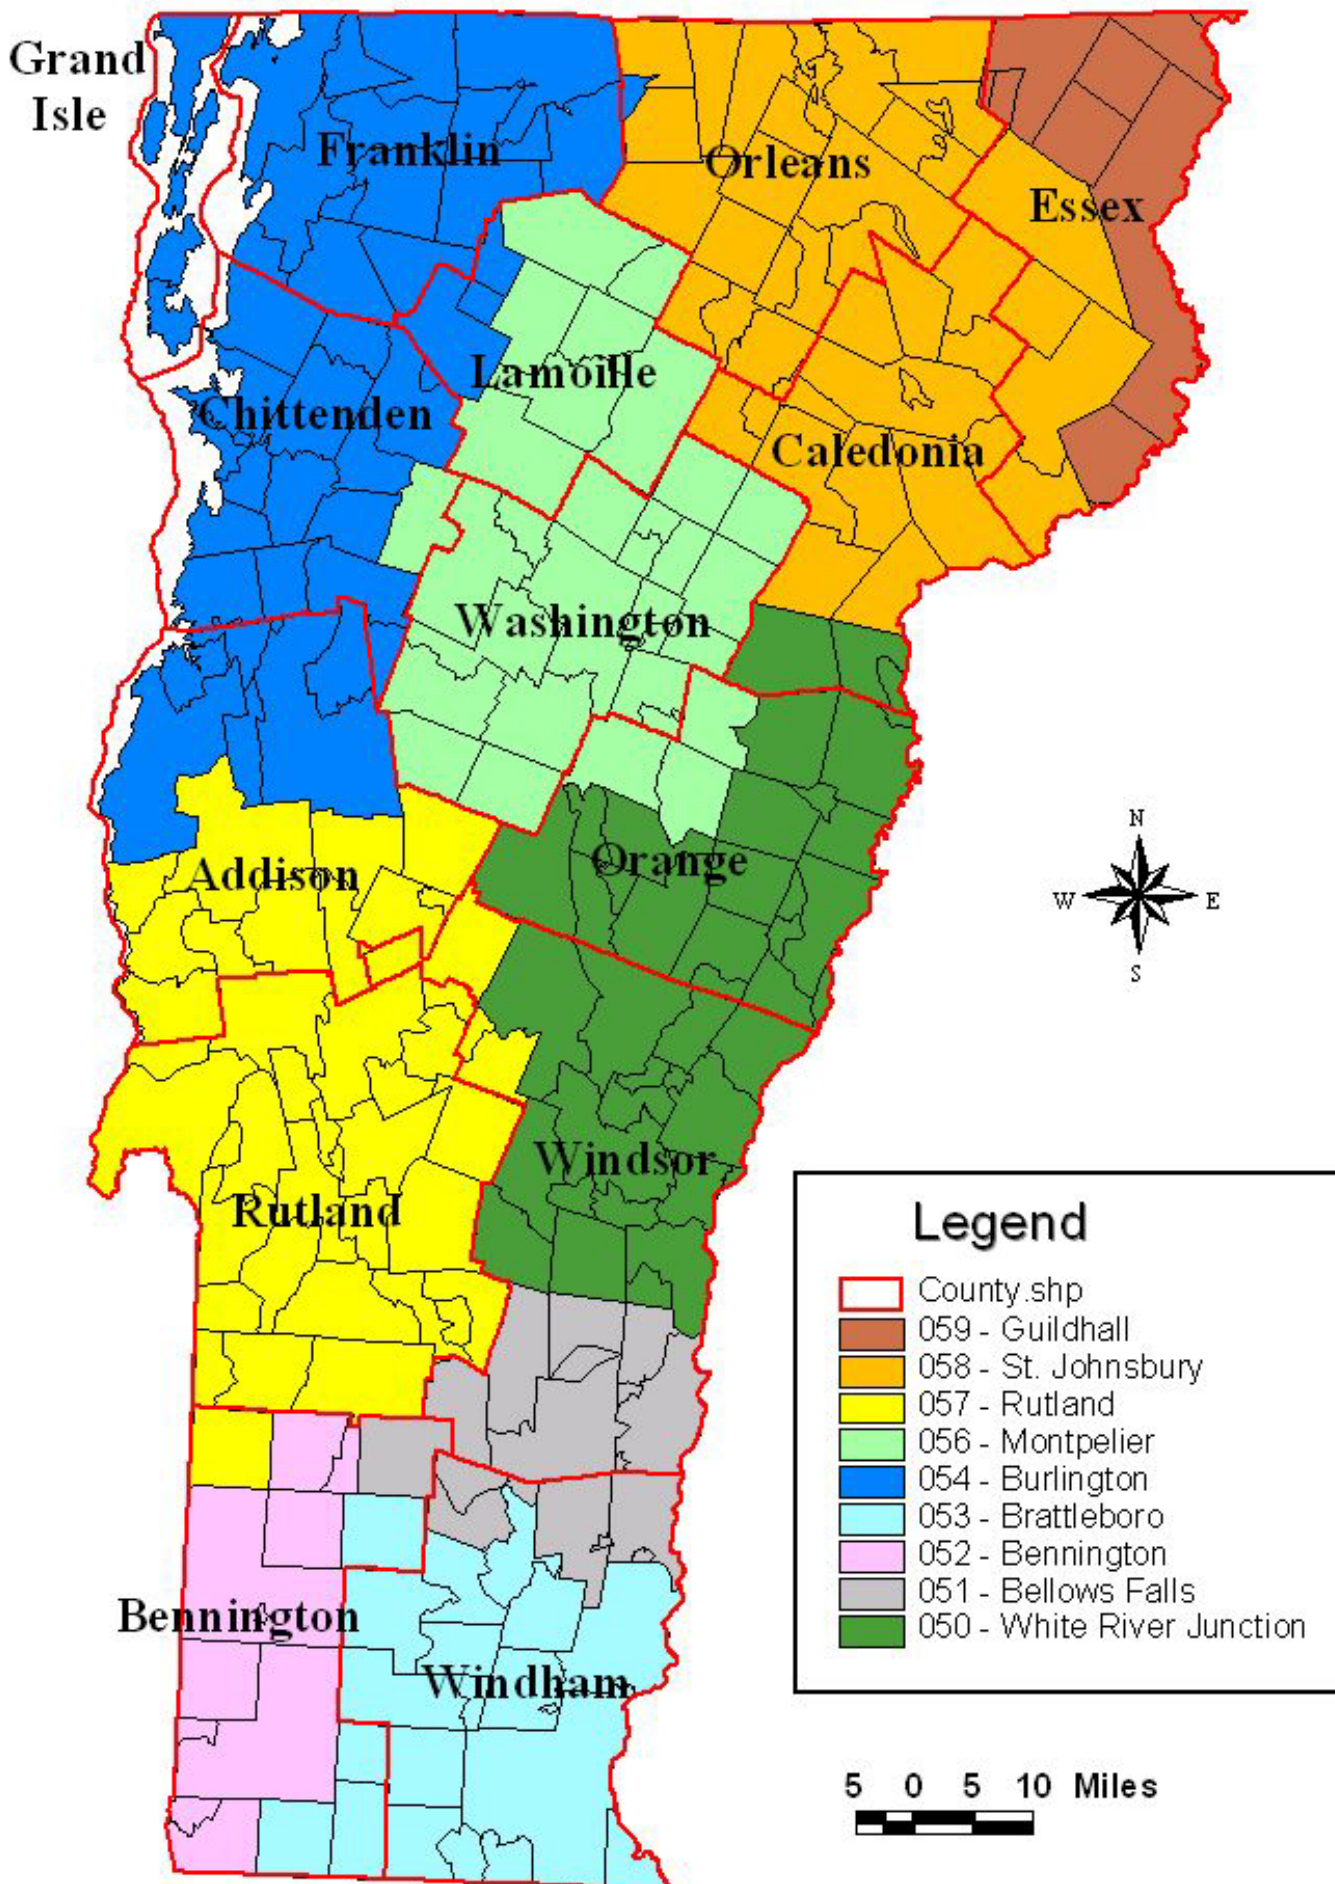 Grand
Isle
Franklin
Orleans
Essex
Lamoille
Chittenden
Caledonia
Washington
N
W E
S
Addison
Orange
Windsor
Rutland
Legend
County.shp
059 - Guildhall
058 - St. Johnsbury
057 - Rutland
056 - Montpelier
054 - Burlington
053 - Brattleboro
052 - Bennington
051 - Bellows Falls
050 - White River Junction
Bennington
Windham
5 0 5 10 Miles